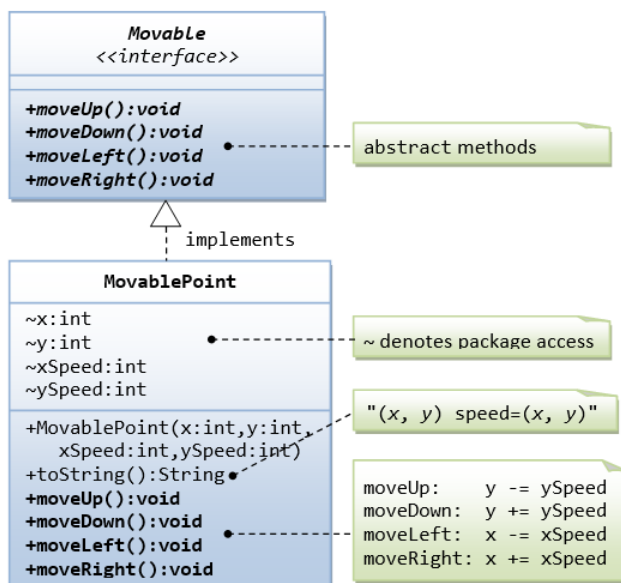 Movable
<<interface>>
+moveUp():void
+moveDown():void
+moveLeft():void
+moveRight():void
abstract methods
implements
MovablePoint
~x:int
~y:int
~xSpeed:int
~ySpeed:int
~ denotes package access
+MovablePoint(x:int,y:int,
xSpeed:int,ySpeed:int)
+toString():String
+moveUp():void
+moveDown():void
+moveLeft():void
+moveRight():void
"(x, y) speed=(x, y)"
moveUp: y -= ySpeed
moveDown: y += ySpeed
moveLeft: x -= xSpeed
moveRight: x += xSpeed